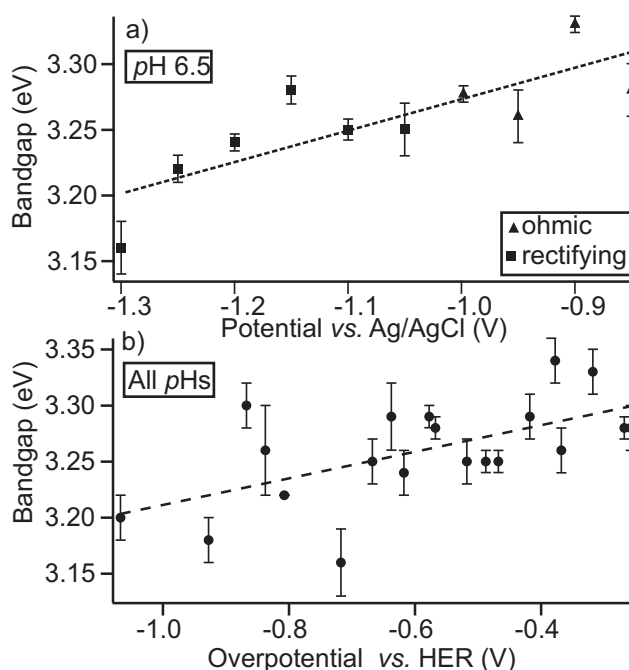 a)
pH 6.5
Bandgap (eV)
3.30
3.25
3.20
3.15
ohmic
rectifying
-1.3
-1.2
-1.1
-1.0
-0.9
Potential vs. Ag/AgCl (V)
b)
All pHs
Bandgap (eV)
3.35
3.30
3.25
3.20
3.15
-1.0
-0.8
-0.6
-0.4
Overpotential vs. HER (V)